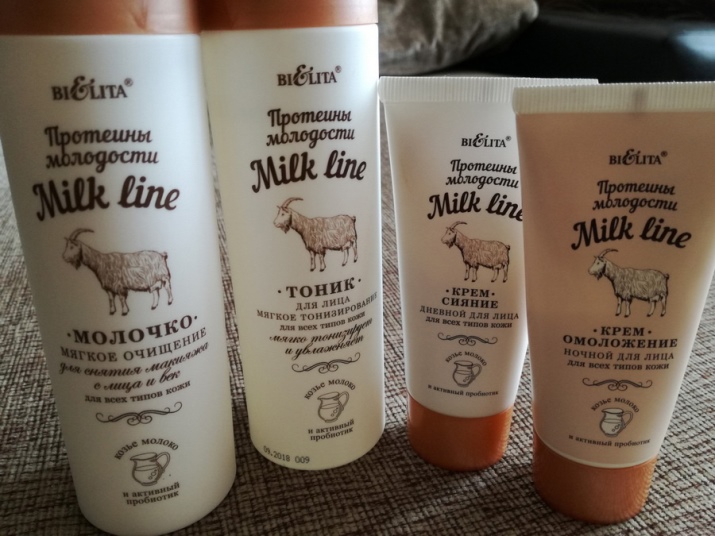 BIELITA®
Протеины
молодости
Milk line
·МОЛОЧКО·
МЯГКОЕ ОЧИЩЕНИЕ
для снятия макияжа
с лица и век
для всех типов кожи
козье молоко
и активный
пробиотик
BIELITA®
Протеины
молодости
Milk line
·ТОНИК·
ДЛЯ ЛИЦА
МЯГКОЕ ТОНИЗИРОВАНИЕ
для всех типов кожи
мягко тонизирует
и увлажняет
козье молоко
и активный
пробиотик
09.2018 009
BIELITA®
Протеины
молодости
Milk line
·КРЕМ·
СИЯНИЕ
ДНЕВНОЙ ДЛЯ ЛИЦА
для всех типов кожи
козье молоко
и активный пробиотик
BIELITA®
Протеины
молодости
Milk line
·КРЕМ·
ОМОЛОЖЕНИЕ
НОЧНОЙ ДЛЯ ЛИЦА
для всех типов кожи
козье молоко
и активный пробиотик